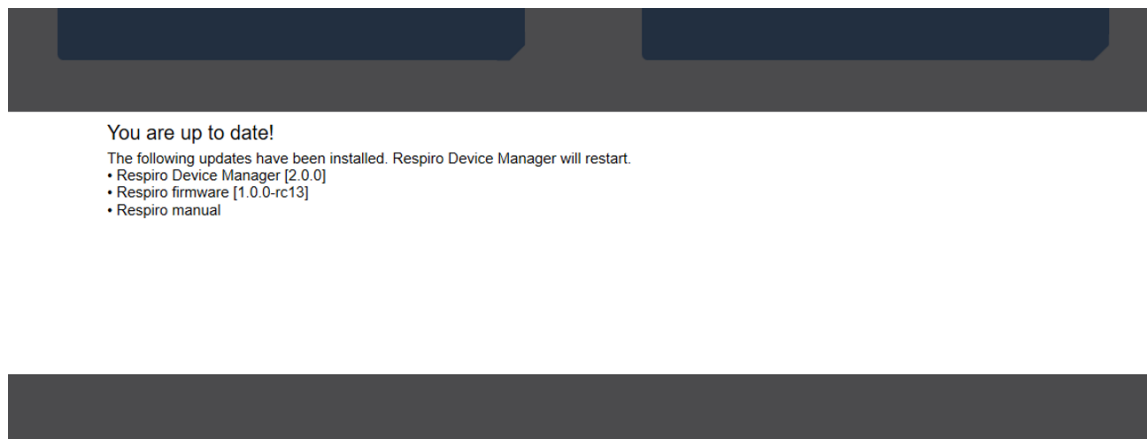 You are up to date!
The following updates have been installed. Respiro Device Manager will restart.
• Respiro Device Manager [2.0.0]
• Respiro firmware [1.0.0-rc13]
• Respiro manual